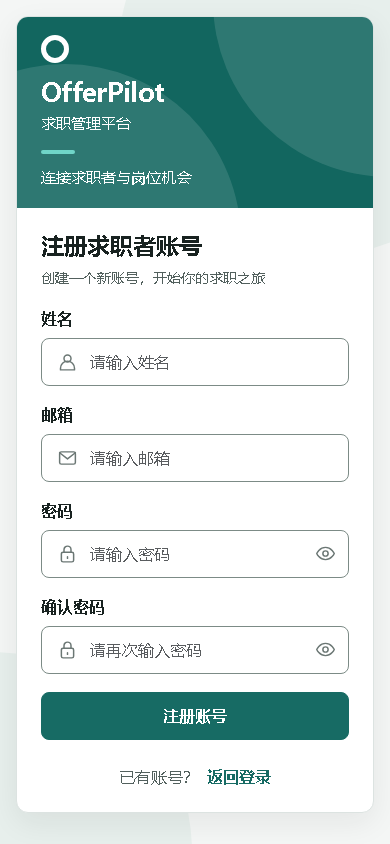 OfferPilot
求职管理平台
连接求职者与岗位机会
注册求职者账号
创建一个新账号，开始你的求职之旅
姓名
请输入姓名
邮箱
请输入邮箱
密码
请输入密码
确认密码
请再次输入密码
注册账号
已有账号？ 返回登录